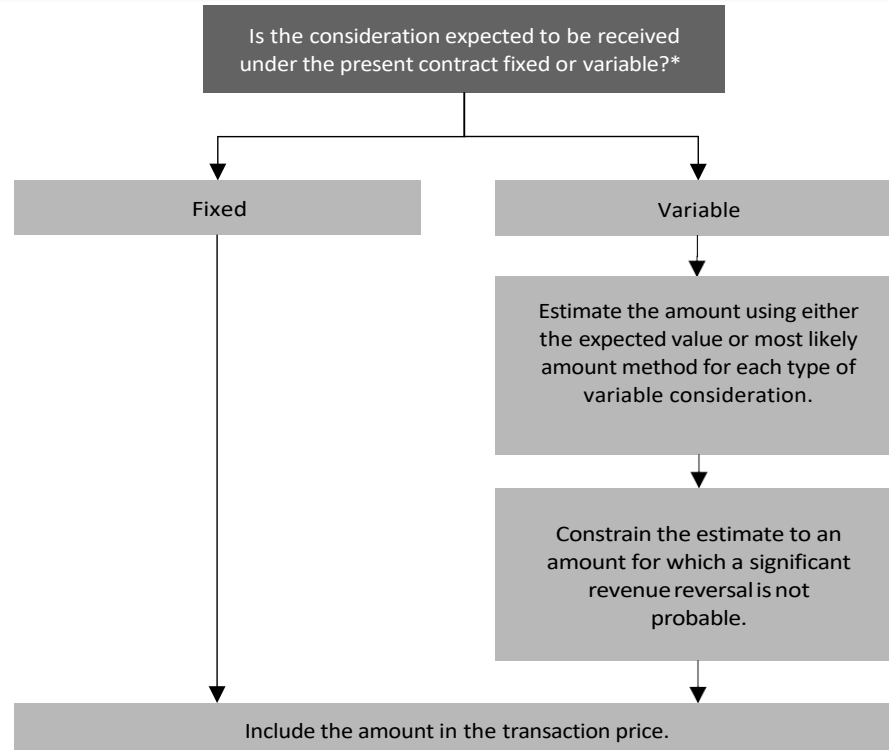 Is the consideration expected to be received
under the present contract fixed or variable?*
Fixed
Variable
Estimate the amount using either
the expected value or most likely
amount method for each type of
variable consideration.
Constrain the estimate to an
amount for which a significant
revenue reversal is not
probable.
Include the amount in the transaction price.